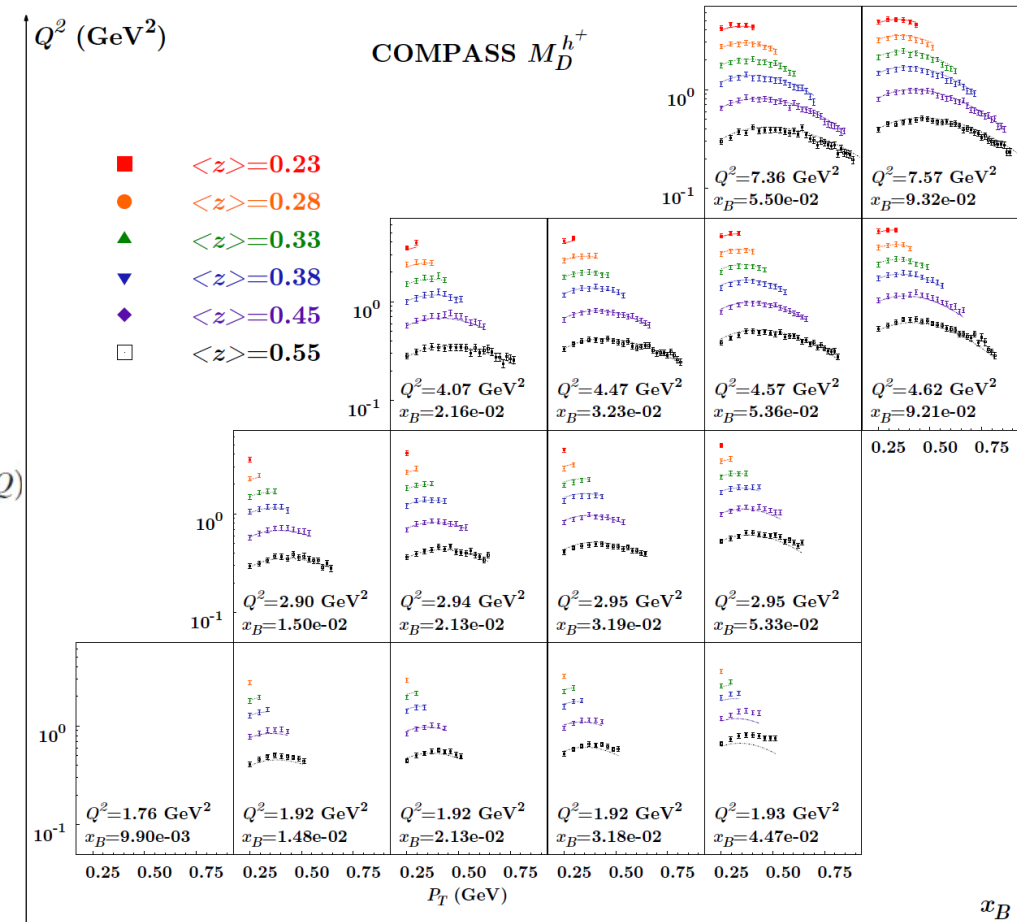 Q² (GeV²)
COMPASS M_D^{h⁺}
<z>=0.23
<z>=0.28
<z>=0.33
<z>=0.38
<z>=0.45
<z>=0.55
10⁰
10⁻¹
Q²=7.36 GeV²
x_B=5.50e-02
Q²=7.57 GeV²
x_B=9.32e-02
10⁰
10⁻¹
Q²=4.07 GeV²
x_B=2.16e-02
Q²=4.47 GeV²
x_B=3.23e-02
Q²=4.57 GeV²
x_B=5.36e-02
Q²=4.62 GeV²
x_B=9.21e-02
0.25 0.50 0.75
Q)
10⁰
10⁻¹
Q²=2.90 GeV²
x_B=1.50e-02
Q²=2.94 GeV²
x_B=2.13e-02
Q²=2.95 GeV²
x_B=3.19e-02
Q²=2.95 GeV²
x_B=5.33e-02
10⁰
10⁻¹
Q²=1.76 GeV²
x_B=9.90e-03
Q²=1.92 GeV²
x_B=1.48e-02
Q²=1.92 GeV²
x_B=2.13e-02
Q²=1.92 GeV²
x_B=3.18e-02
Q²=1.93 GeV²
x_B=4.47e-02
0.25 0.50 0.75 0.25 0.50 0.75 0.25 0.50 0.75 0.25 0.50 0.75 0.25 0.50 0.75
P_T (GeV)
x_B